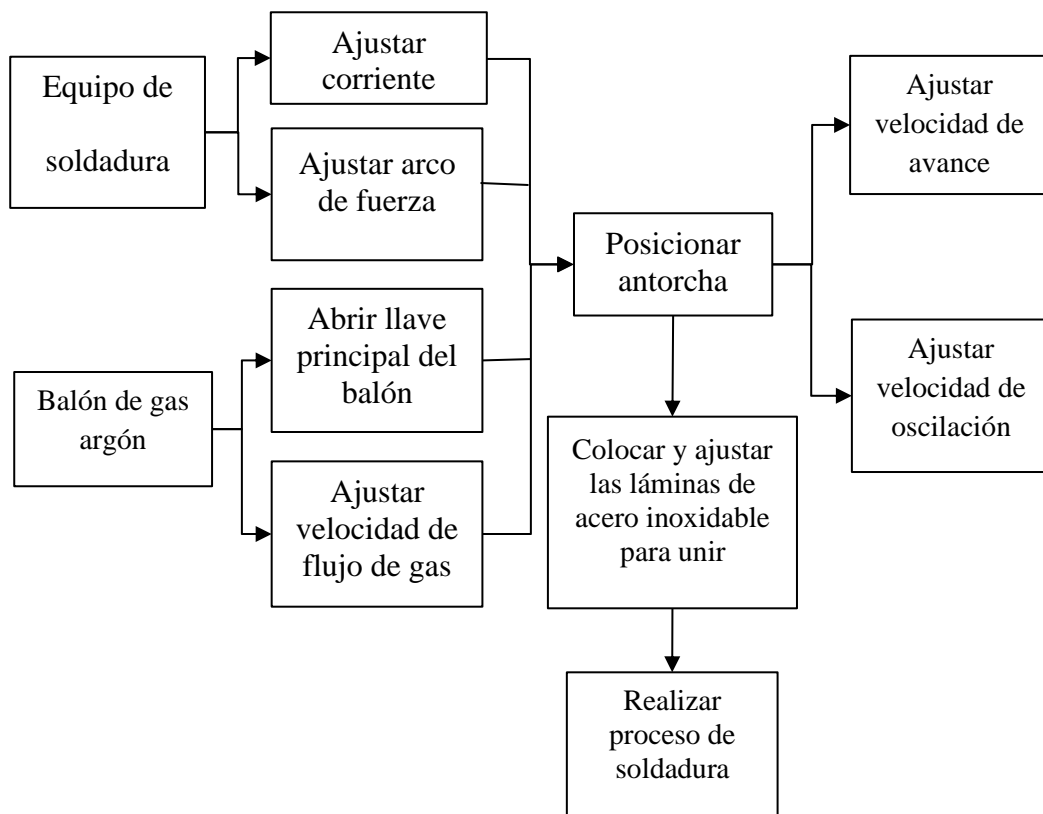 Equipo de
soldadura
Ajustar
corriente
Ajustar arco
de fuerza
Balón de gas
argón
Abrir llave
principal del
balón
Ajustar
velocidad de
flujo de gas
Posicionar
antorcha
Ajustar
velocidad de
avance
Ajustar
velocidad de
oscilación
Colocar y ajustar
las láminas de
acero inoxidable
para unir
Realizar
proceso de
soldadura